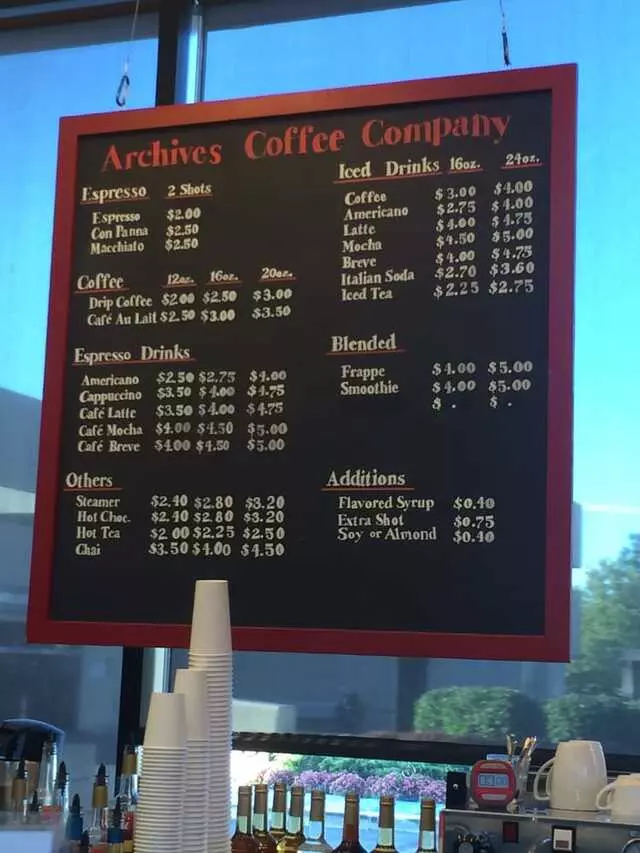 Archives Coffee Company
Espresso 2 Shots
Espresso $2.00
Con Panna $2.50
Macchiato $2.50
Coffee 12oz. 16oz. 20oz.
Drip Coffee $2.00 $2.50 $3.00
Café Au Lait $2.50 $3.00 $3.50
Espresso Drinks
Americano $2.50 $2.75 $4.00
Cappuccino $3.50 $4.00 $4.75
Café Latte $3.50 $4.00 $4.75
Café Mocha $4.00 $4.50 $5.00
Café Breve $4.00 $4.50 $5.00
Others
Steamer $2.40 $2.80 $3.20
Hot Choc. $2.40 $2.80 $3.20
Hot Tea $2.00 $2.25 $2.50
Chai $3.50 $4.00 $4.50
Iced Drinks 16oz. 24oz.
Coffee $3.00 $4.00
Americano $2.75 $4.00
Latte $4.00 $4.75
Mocha $4.50 $5.00
Breve $4.00 $4.75
Italian Soda $2.70 $3.60
Iced Tea $2.25 $2.75
Blended
Frappe $4.00 $5.00
Smoothie $4.00 $5.00
$ . $ .
Additions
Flavored Syrup $0.40
Extra Shot $0.75
Soy or Almond $0.40